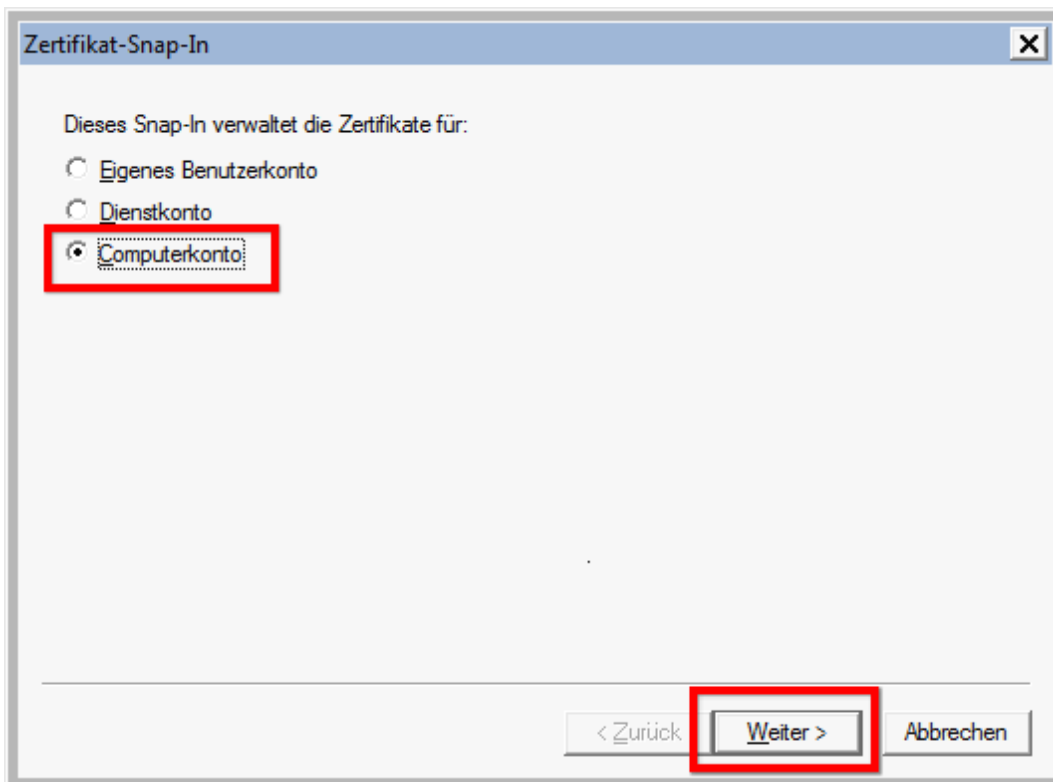 Zertifikat-Snap-In
Dieses Snap-In verwaltet die Zertifikate für:
Eigenes Benutzerkonto
Dienstkonto
Computerkonto
< Zurück Weiter > Abbrechen